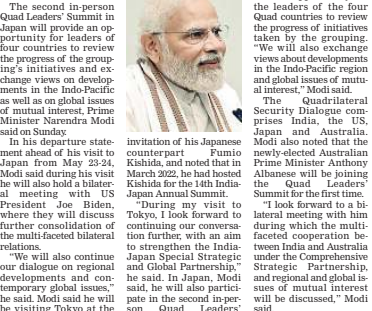 The second in-person
Quad Leaders' Summit in
Japan will provide an op-
portunity for leaders of
four countries to review
the progress of the group-
ing's initiatives and ex-
change views on develop-
ments in the Indo-Pacific
as well as on global issues
of mutual interest, Prime
Minister Narendra Modi
said on Sunday.
In his departure state-
ment ahead of his visit to
Japan from May 23-24,
Modi said during his visit
he will also hold a bilater-
al meeting with US
President Joe Biden,
where they will discuss
further consolidation of
the multi-faceted bilateral
relations.
"We will also continue
our dialogue on regional
developments and con-
temporary global issues,"
he said. Modi said he will
be visiting Tokyo at the
invitation of his Japanese
counterpart Fumio
Kishida, and noted that in
March 2022, he had hosted
Kishida for the 14th India-
Japan Annual Summit.
"During my visit to
Tokyo, I look forward to
continuing our conversa-
tion further, with an aim
to strengthen the India-
Japan Special Strategic
and Global Partnership,"
he said. In Japan, Modi
said, he will also partici-
pate in the second in-per-
son Quad Leaders'
the leaders of the four
Quad countries to review
the progress of initiatives
taken by the grouping.
"We will also exchange
views about developments
in the Indo-Pacific region
and global issues of mutu-
al interest," Modi said.
The Quadrilateral
Security Dialogue com-
prises India, the US,
Japan and Australia.
Modi also noted that the
newly-elected Australian
Prime Minister Anthony
Albanese will be joining
the Quad Leaders'
Summit for the first time.
"I look forward to a bi-
lateral meeting with him
during which the multi-
faceted cooperation be-
tween India and Australia
under the Comprehensive
Strategic Partnership,
and regional and global is-
sues of mutual interest
will be discussed," Modi
said.